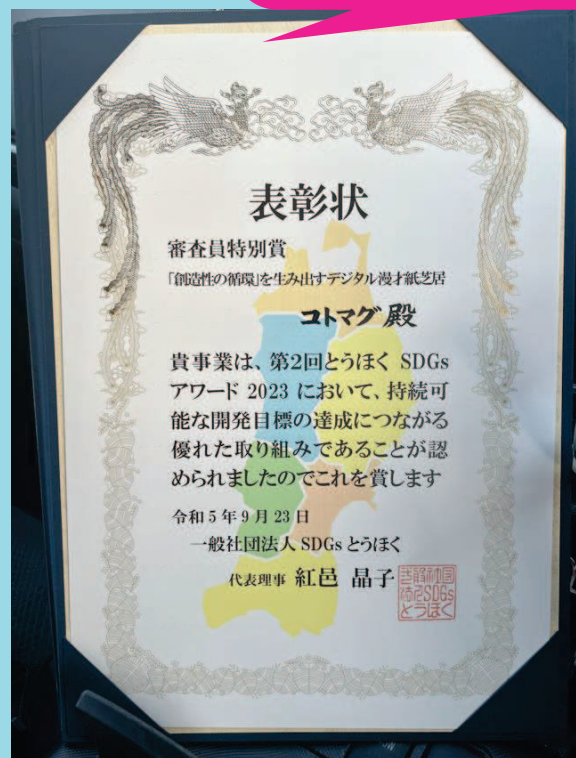 表彰状
審査員特別賞
「創造性の循環」を生み出すデジタル漫才紙芝居
コトマグ 殿
貴事業は、第2回とうほく SDGs
アワード 2023 において、持続可
能な開発目標の達成につながる
優れた取り組みであることが認
められましたのでこれを賞します
令和5年9月23日
一般社団法人 SDGs とうほく
代表理事 紅邑 晶子